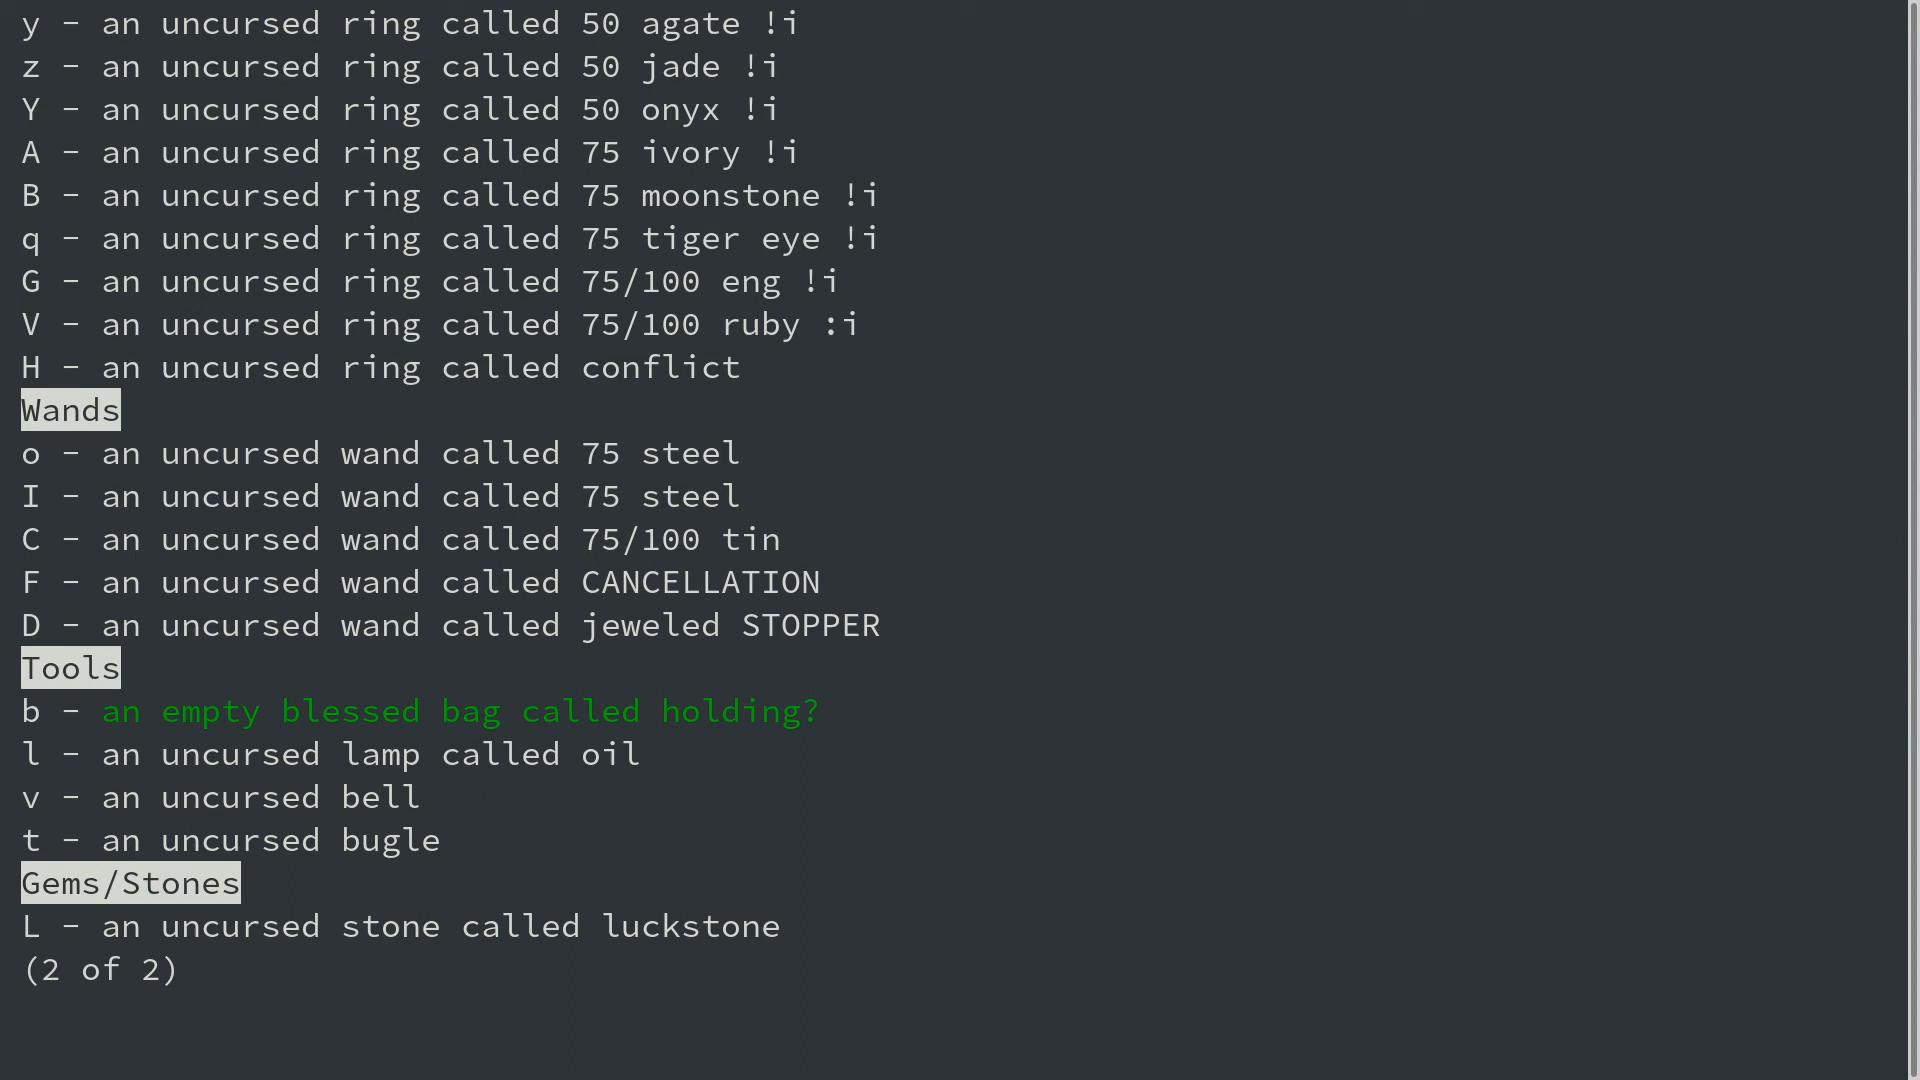 y - an uncursed ring called 50 agate !i
z - an uncursed ring called 50 jade !i
Y - an uncursed ring called 50 onyx !i
A - an uncursed ring called 75 ivory !i
B - an uncursed ring called 75 moonstone !i
q - an uncursed ring called 75 tiger eye !i
G - an uncursed ring called 75/100 eng !i
V - an uncursed ring called 75/100 ruby :i
H - an uncursed ring called conflict
Wands
o - an uncursed wand called 75 steel
I - an uncursed wand called 75 steel
C - an uncursed wand called 75/100 tin
F - an uncursed wand called CANCELLATION
D - an uncursed wand called jeweled STOPPER
Tools
b - an empty blessed bag called holding?
l - an uncursed lamp called oil
v - an uncursed bell
t - an uncursed bugle
Gems/Stones
L - an uncursed stone called luckstone
(2 of 2)